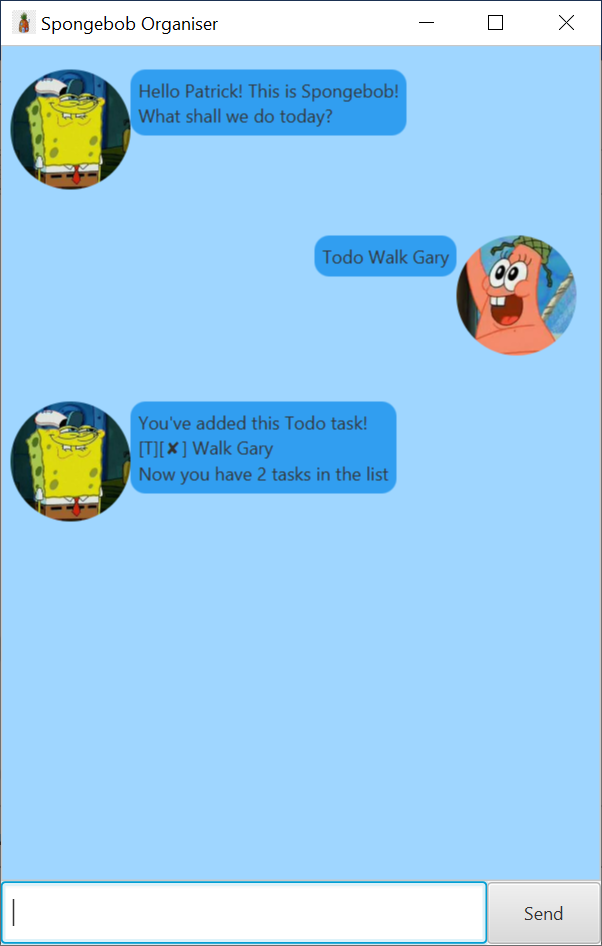 Spongebob Organiser
Hello Patrick! This is Spongebob!
What shall we do today?
Todo Walk Gary
You've added this Todo task!
[T][✘] Walk Gary
Now you have 2 tasks in the list
Send